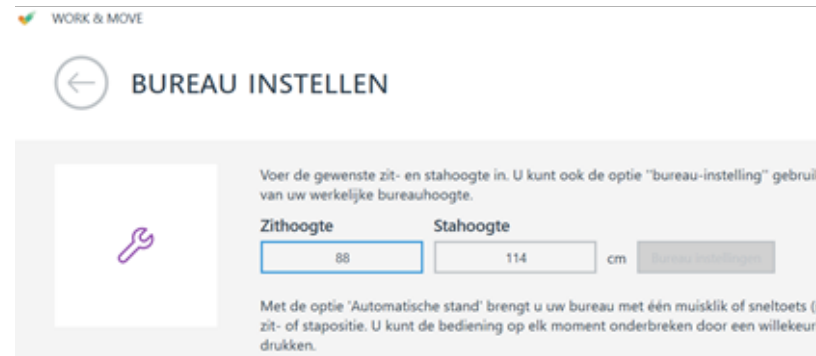 WORK & MOVE
BUREAU INSTELLEN
Voer de gewenste zit- en stahoogte in. U kunt ook de optie "bureau-instelling" gebrui
van uw werkelijke bureauhoogte.
Zithoogte Stahoogte
88 114 cm Bureau instellingen
Met de optie 'Automatische stand' brengt u uw bureau met één muisklik of sneltoets (
zit- of stapositie. U kunt de bediening op elk moment onderbreken door een willekeur
drukken.